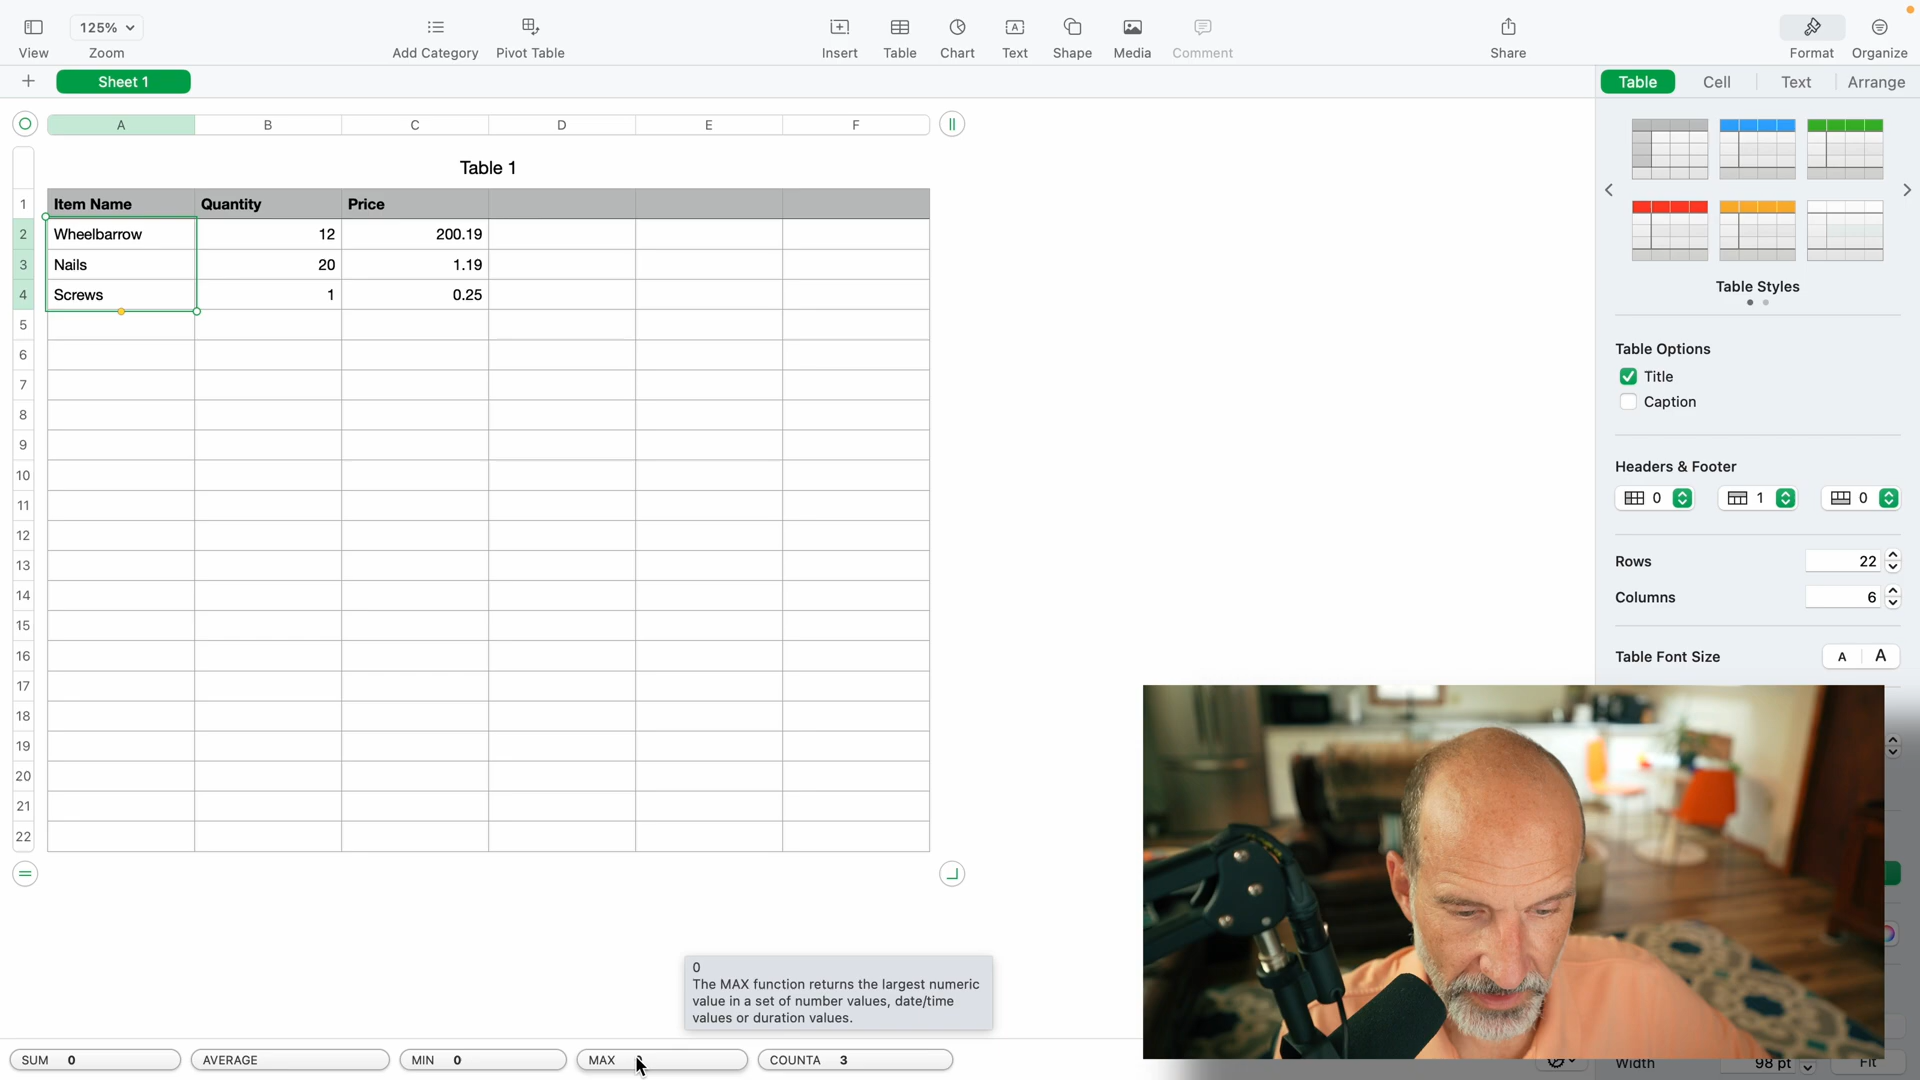 View
125%
Zoom
Add Category
Pivot Table
Insert
Table
Chart
Text
Shape
Media
Comment
Share
Format
Organize
Sheet 1
Table
Cell
Text
Arrange
A B C D E F
Table 1
1 Item Name Quantity Price
2 Wheelbarrow 12 200.19
3 Nails 20 1.19
4 Screws 1 0.25
5
6
7
8
9
10
11
12
13
14
15
16
17
18
19
20
21
22
Table Styles
Table Options
Title
Caption
Headers & Footer
0 1 0
Rows 22
Columns 6
Table Font Size A A
0
The MAX function returns the largest numeric
value in a set of number values, date/time
values or duration values.
SUM 0
AVERAGE
MIN 0
MAX
COUNTA 3
Width 98 pt Fit